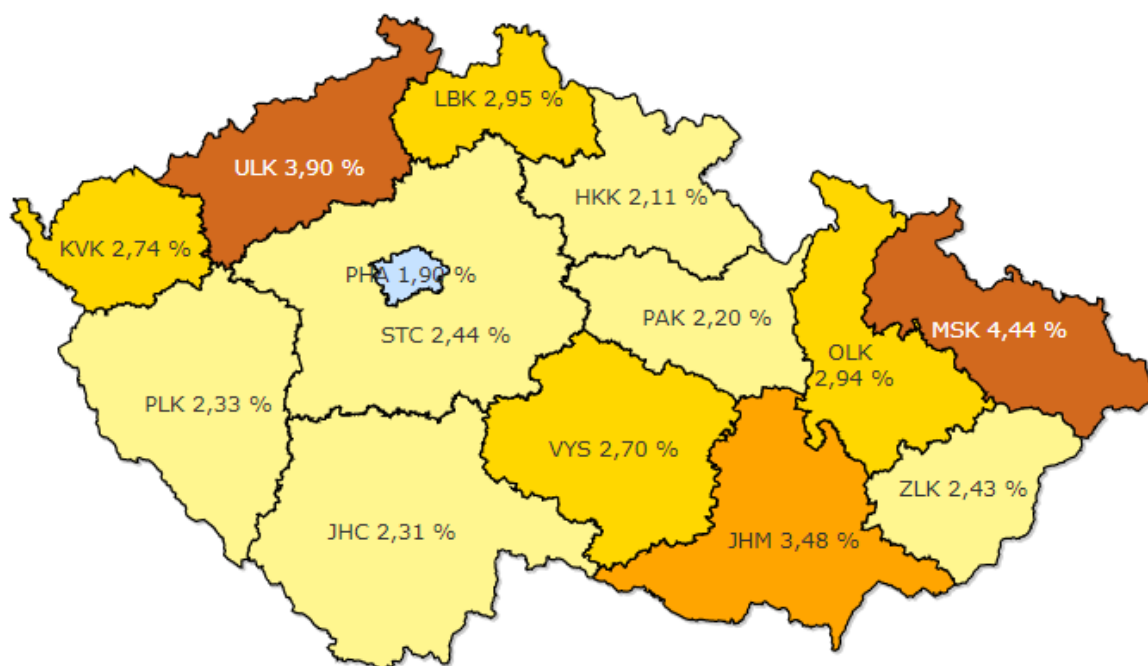 LBK 2,95 %
ULK 3,90 %
HKK 2,11 %
KVK 2,74 %
PHA 1,90 %
PAK 2,20 %
MSK 4,44 %
STC 2,44 %
OLK
2,94 %
PLK 2,33 %
VYS 2,70 %
ZLK 2,43 %
JHC 2,31 %
JHM 3,48 %